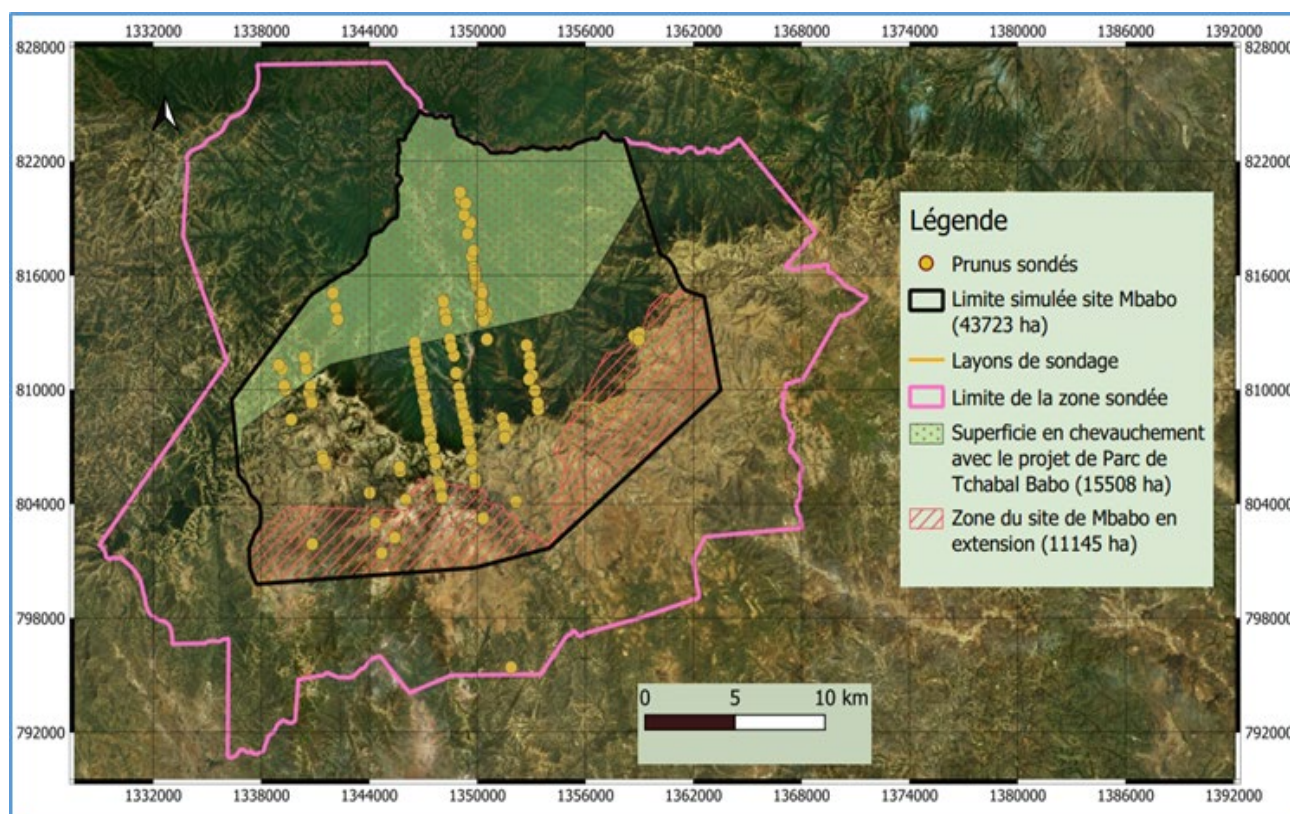 1332000 1338000 1344000 1350000 1356000 1362000 1368000 1374000 1380000 1386000 1392000
828000 828000
822000 822000
816000 816000
810000 810000
804000 804000
798000 798000
792000 792000
Légende
Prunus sondés
Limite simulée site Mbabo
(43723 ha)
Layons de sondage
Limite de la zone sondée
Superficie en chevauchement
avec le projet de Parc de
Tchabal Babo (15508 ha)
Zone du site de Mbabo en
extension (11145 ha)
0 5 10 km
1332000 1338000 1344000 1350000 1356000 1362000 1368000 1374000 1380000 1386000 1392000